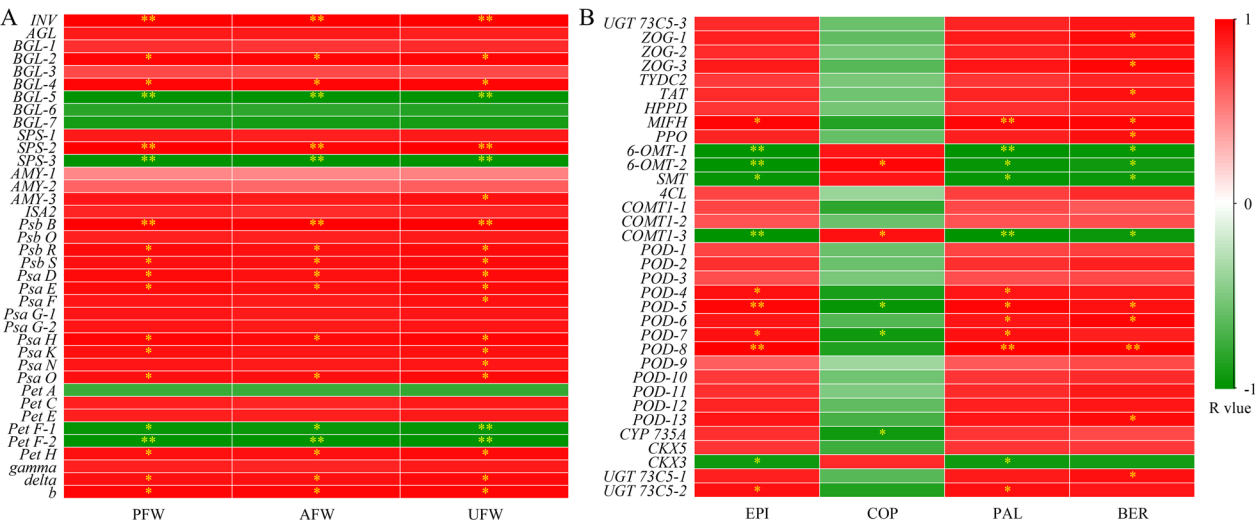 A
INV ** ** **
AGL
BGL-1
BGL-2 * * *
BGL-3
BGL-4 * * *
BGL-5 ** ** **
BGL-6
BGL-7
SPS-1
SPS-2 ** ** **
SPS-3 ** ** **
AMY-1
AMY-2
AMY-3 *
ISA2
Psb B ** ** **
Psb O
Psb R * * *
Psb S * * *
Psa D * * *
Psa E * * *
Psa F *
Psa G-1
Psa G-2
Psa H * * *
Psa K * *
Psa N *
Psa O * * *
Pet A
Pet C
Pet E
Pet F-1 * * **
Pet F-2 ** ** **
Pet H * * *
gamma
delta * * *
b * * *
PFW AFW UFW
B
UGT 73C5-3
ZOG-1 *
ZOG-2
ZOG-3 *
TYDC2
TAT *
HPPD
MIFH * ** *
PPO *
6-OMT-1 ** ** *
6-OMT-2 ** * * *
SMT * * *
4CL
COMT1-1
COMT1-2
COMT1-3 ** * ** *
POD-1
POD-2
POD-3
POD-4 * *
POD-5 ** * * *
POD-6 * *
POD-7 * * *
POD-8 ** ** **
POD-9
POD-10
POD-11
POD-12
POD-13 *
CYP 735A *
CKX5
CKX3 * *
UGT 73C5-1 *
UGT 73C5-2 * *
EPI COP PAL BER
1
0
-1
R vlue